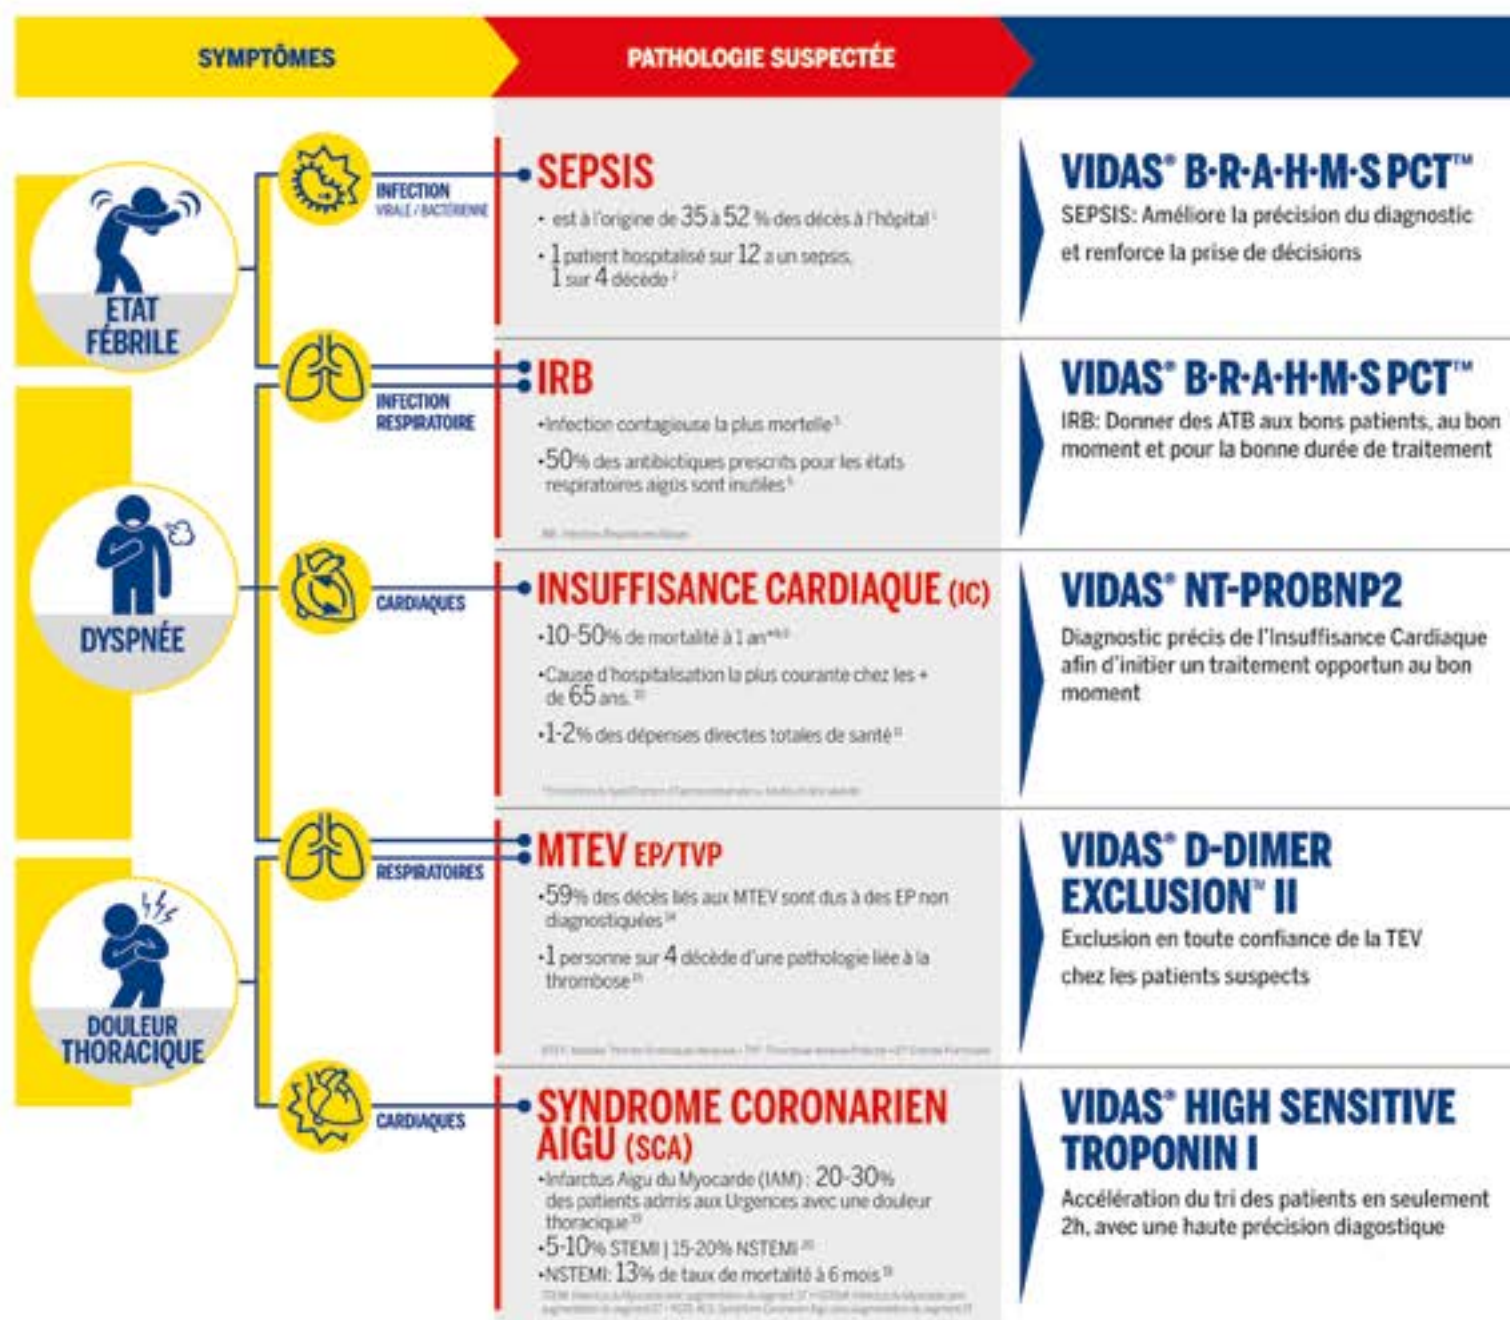 SYMPTÔMES
PATHOLOGIE SUSPECTÉE
ETAT
FÉBRILE
INFECTION
VIRALE / BACTÉRIENNE
SEPSIS
• est à l'origine de 35 à 52 % des décès à l'hôpital
• 1 patient hospitalisé sur 12 a un sepsis,
1 sur 4 décède
VIDAS® B·R·A·H·M·S PCT™
SEPSIS: Améliore la précision du diagnostic
et renforce la prise de décisions
INFECTION
RESPIRATOIRE
IRB
•Infection contagieuse la plus mortelle
•50% des antibiotiques prescrits pour les états
respiratoires aigüs sont inutiles
VIDAS® B·R·A·H·M·S PCT™
IRB: Donner des ATB aux bons patients, au bon
moment et pour la bonne durée de traitement
DYSPNÉE
CARDIAQUES
INSUFFISANCE CARDIAQUE (IC)
•10-50% de mortalité à 1 an
•Cause d'hospitalisation la plus courante chez les +
de 65 ans.
•1-2% des dépenses directes totales de santé
VIDAS® NT-PROBNP2
Diagnostic précis de l'Insuffisance Cardiaque
afin d'initier un traitement opportun au bon
moment
RESPIRATOIRES
MTEV EP/TVP
•59% des décès liés aux MTEV sont dus à des EP non
diagnostiquées
•1 personne sur 4 décède d'une pathologie liée à la
thrombose
VIDAS® D-DIMER
EXCLUSION™ II
Exclusion en toute confiance de la TEV
chez les patients suspects
DOULEUR
THORACIQUE
CARDIAQUES
SYNDROME CORONARIEN
AIGU (SCA)
•Infarctus Aigu du Myocarde (IAM) : 20-30%
des patients admis aux Urgences avec une douleur
thoracique
•5-10% STEMI | 15-20% NSTEMI
•NSTEMI: 13% de taux de mortalité à 6 mois
VIDAS® HIGH SENSITIVE
TROPONIN I
Accélération du tri des patients en seulement
2h, avec une haute précision diagostique